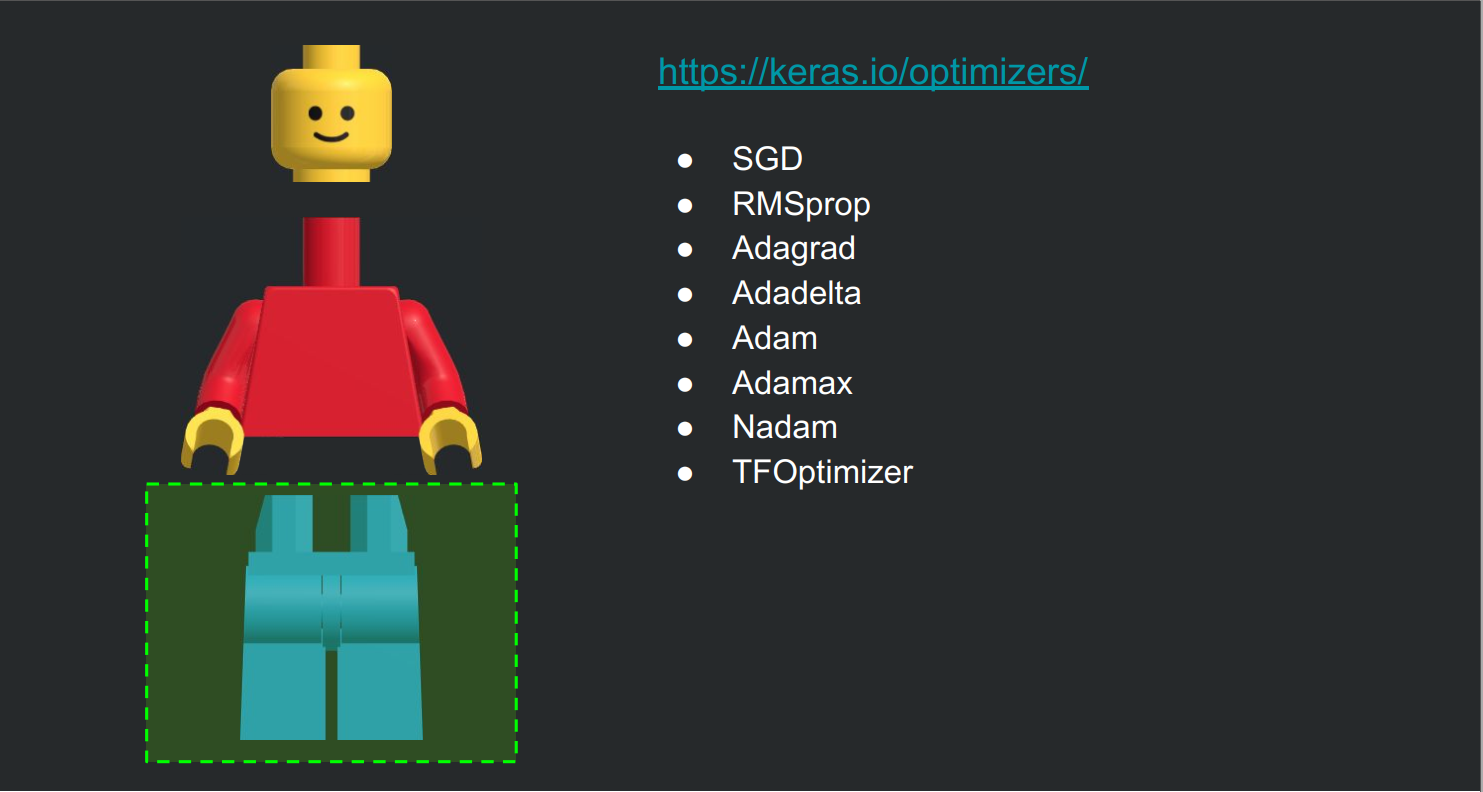 https://keras.io/optimizers/
● SGD
● RMSprop
● Adagrad
● Adadelta
● Adam
● Adamax
● Nadam
● TFOptimizer